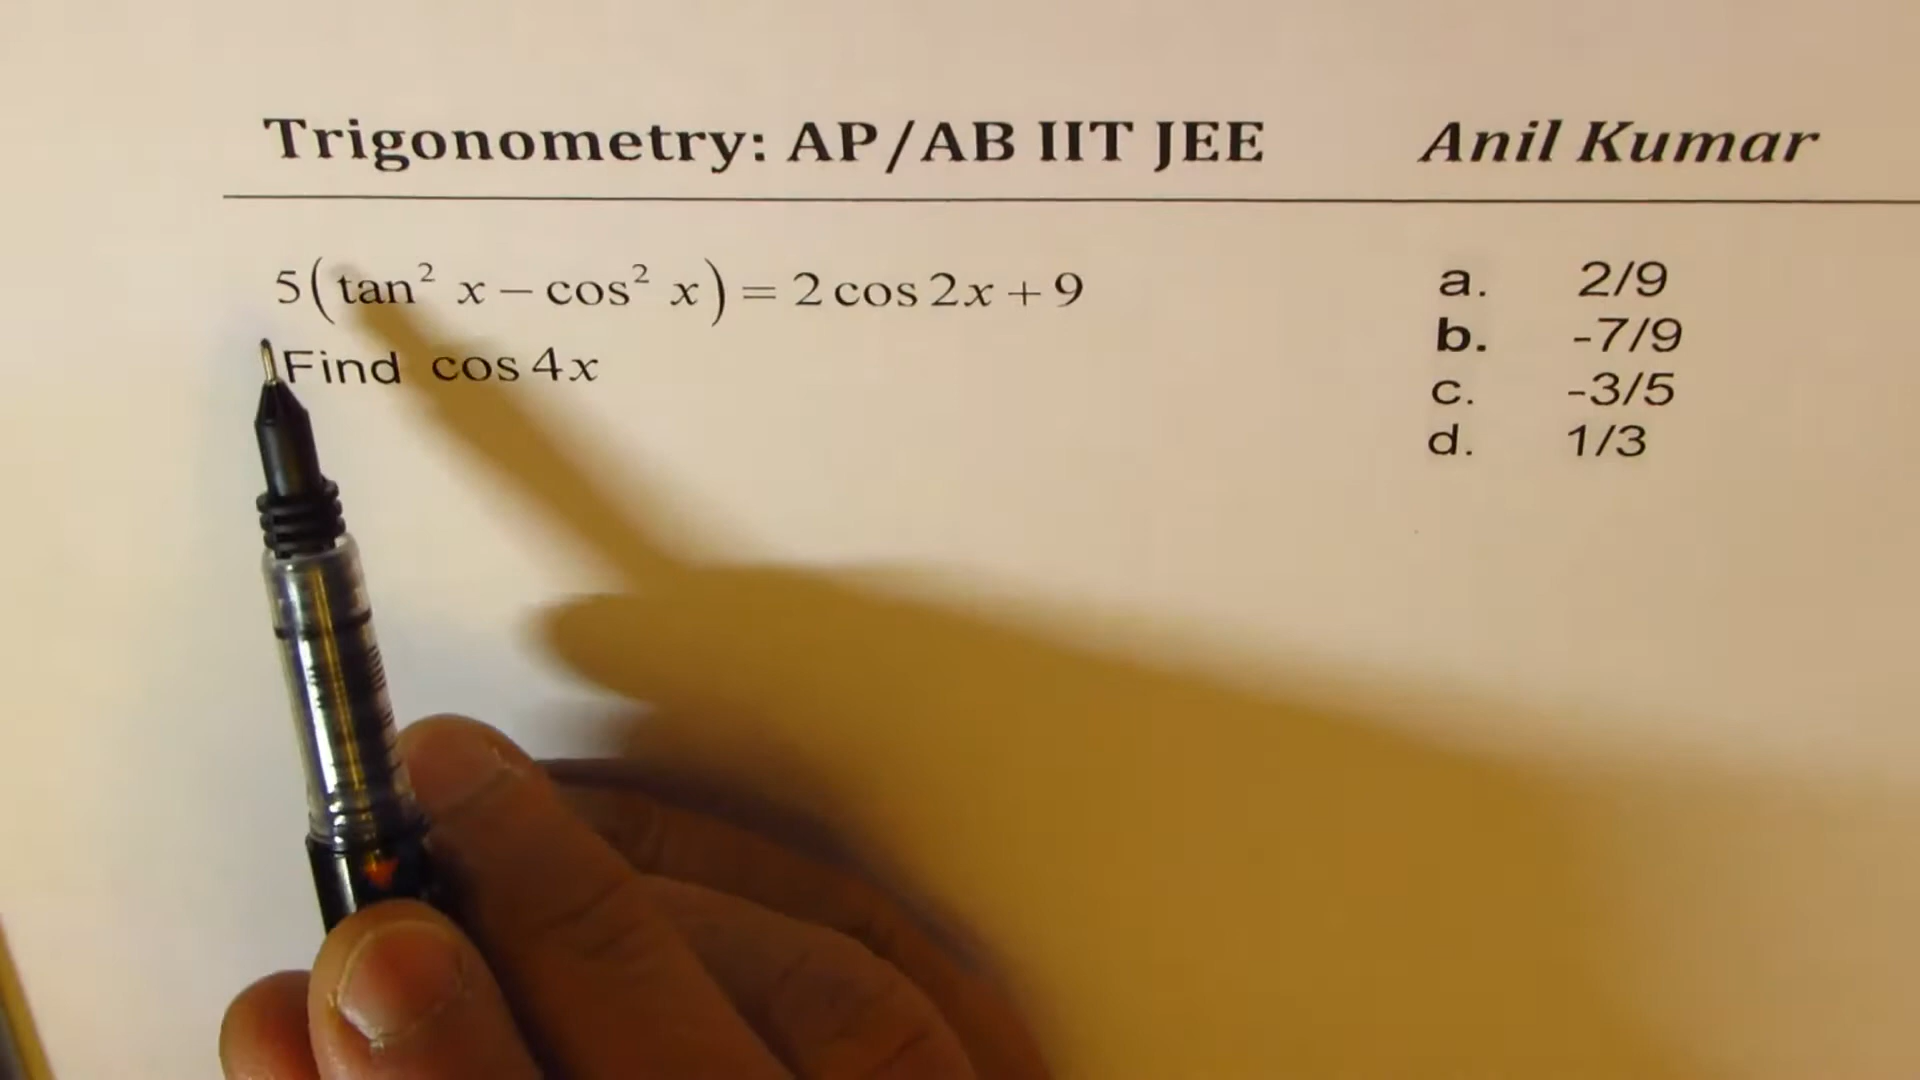 Trigonometry: AP/AB IIT JEE Anil Kumar
5(tan² x − cos² x) = 2 cos 2x + 9
Find cos 4x
a. 2/9
b. -7/9
c. -3/5
d. 1/3